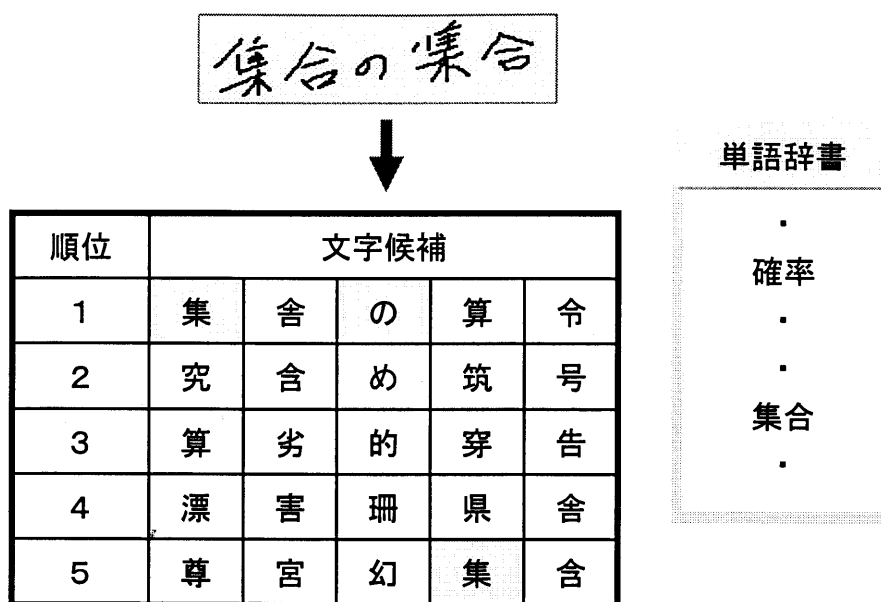 集合の集合
単語辞書
・
確率
・
・
集合
・
順位 文字候補
1 集 舎 の 算 令
2 究 含 め 筑 号
3 算 劣 的 穿 告
4 漂 害 珊 県 舎
5 尊 宮 幻 集 含